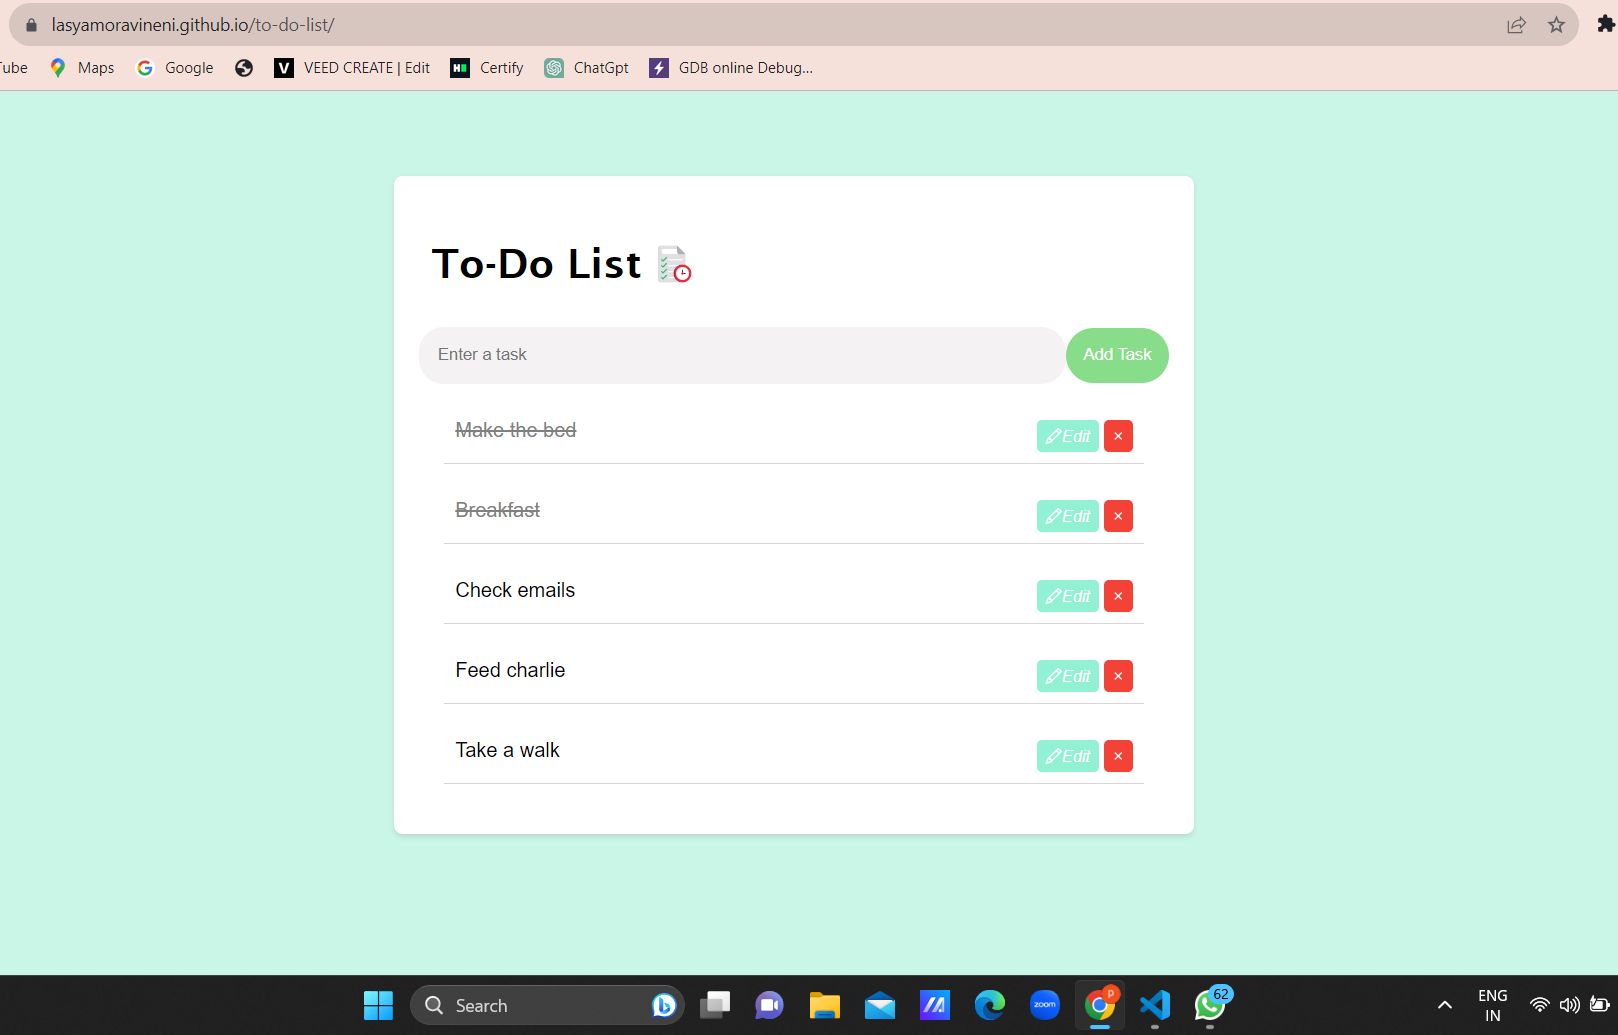 lasyamoravineni.github.io/to-do-list/
Tube Maps Google V VEED CREATE | Edit H Certify ChatGpt GDB online Debug...
To-Do List
Enter a task Add Task
Make the bed Edit ×
Breakfast Edit ×
Check emails Edit ×
Feed charlie Edit ×
Take a walk Edit ×
Search b zoom p 62 ENG
IN